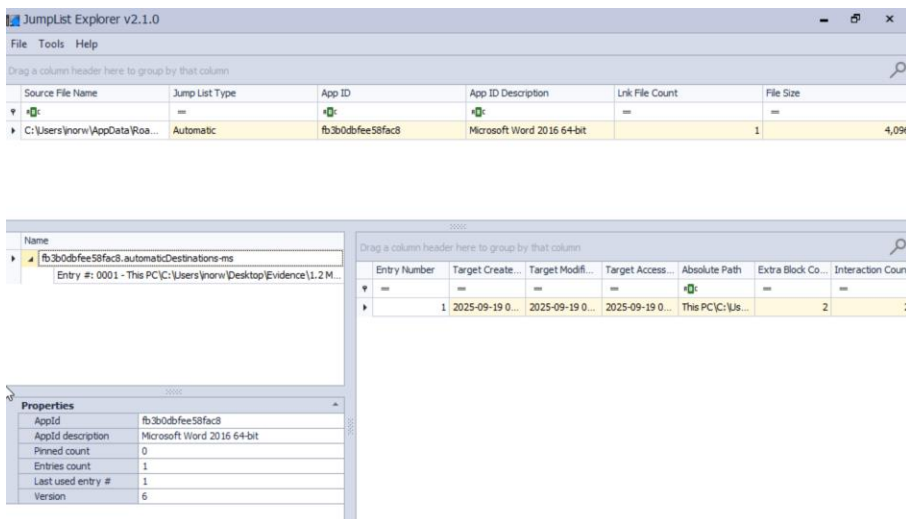 JumpList Explorer v2.1.0
File Tools Help
Drag a column header here to group by that column
Source File Name Jump List Type App ID App ID Description Lnk File Count File Size
= = =
C:\Users\norw\AppData\Roa... Automatic fb3b0dbfee58fac8 Microsoft Word 2016 64-bit 1 4,096
Name
fb3b0dbfee58fac8.automaticDestinations-ms
Entry #: 0001 - This PC\C:\Users\norw\Desktop\Evidence\1.2 M...
Drag a column header here to group by that column
Entry Number Target Create... Target Modifi... Target Access... Absolute Path Extra Block Co... Interaction Coun
= = = = = =
1 2025-09-19 0... 2025-09-19 0... 2025-09-19 0... This PC\C:\Us... 2
Properties
AppId fb3b0dbfee58fac8
AppId description Microsoft Word 2016 64-bit
Pinned count 0
Entries count 1
Last used entry # 1
Version 6